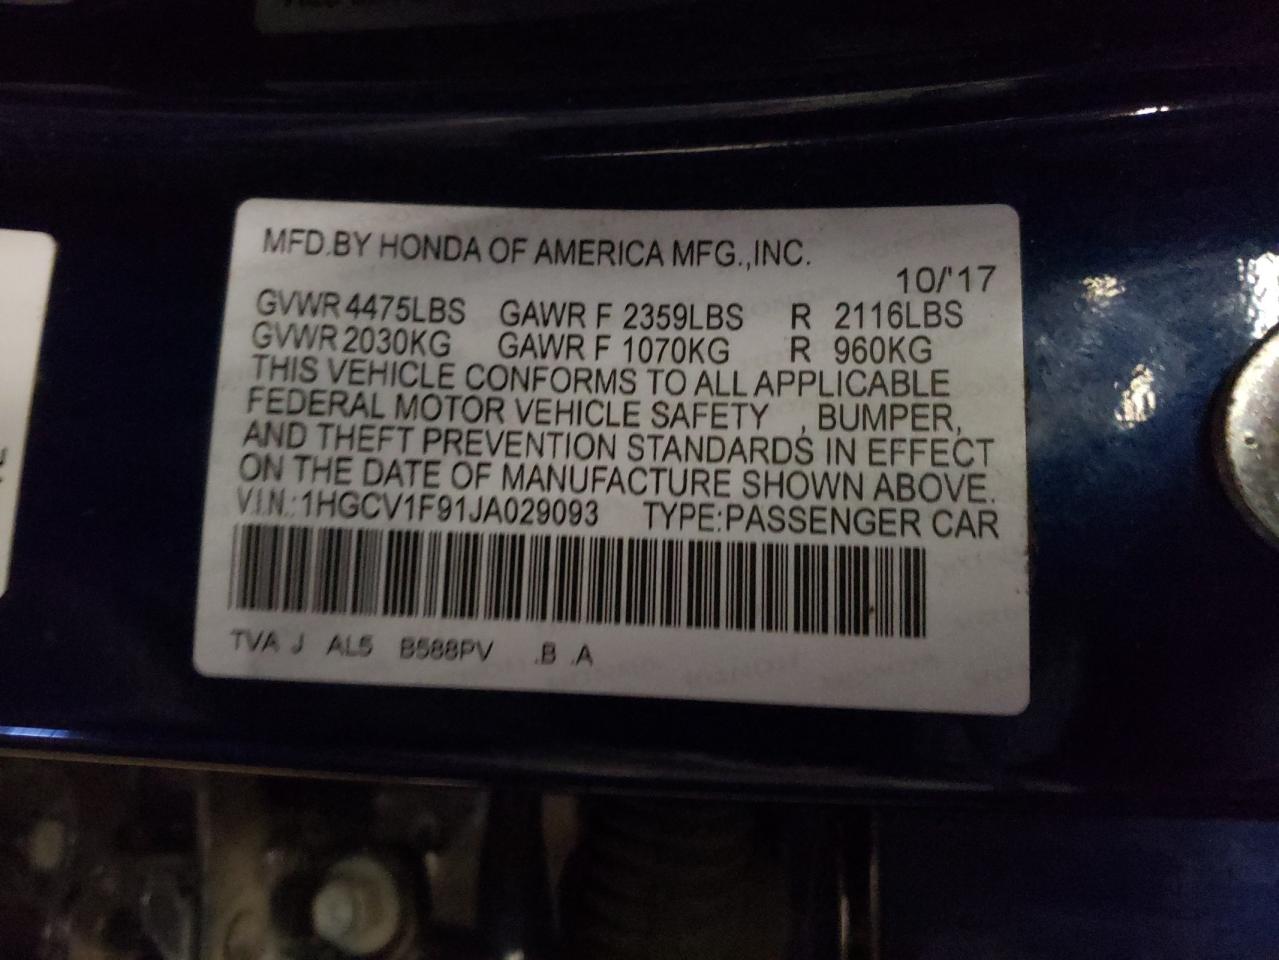 MFD.BY HONDA OF AMERICA MFG.,INC.
10/'17
GVWR 4475LBS GAWR F 2359LBS R 2116LBS
GVWR 2030KG GAWR F 1070KG R 960KG
THIS VEHICLE CONFORMS TO ALL APPLICABLE
FEDERAL MOTOR VEHICLE SAFETY , BUMPER,
AND THEFT PREVENTION STANDARDS IN EFFECT
ON THE DATE OF MANUFACTURE SHOWN ABOVE.
V.I.N.:1HGCV1F91JA029093 TYPE:PASSENGER CAR
TVA J AL5 B588PV .B .A